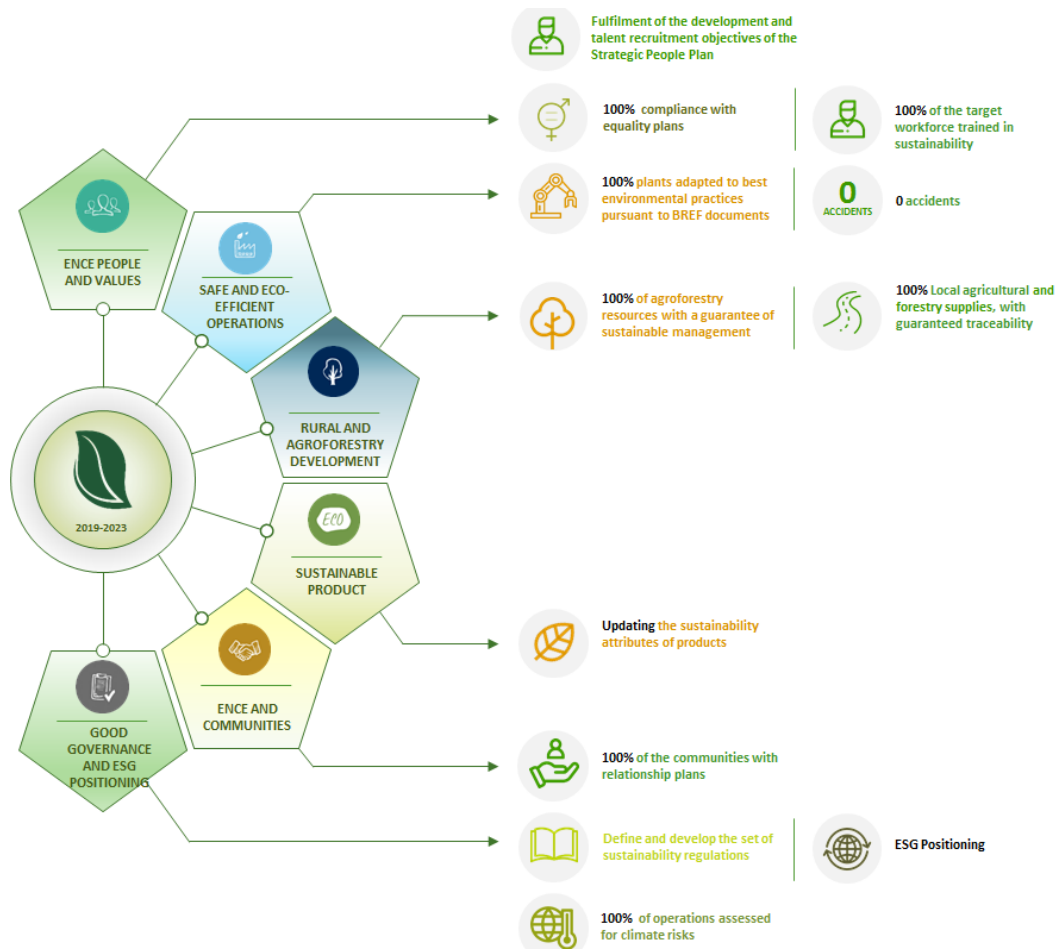 Fulfilment of the development and
talent recruitment objectives of the
Strategic People Plan
100% compliance with
equality plans
100% of the target
workforce trained in
sustainability
100% plants adapted to best
environmental practices
pursuant to BREF documents
0
ACCIDENTS
0 accidents
ENCE PEOPLE
AND VALUES
SAFE AND ECO-
EFFICIENT
OPERATIONS
100% of agroforestry
resources with a guarantee of
sustainable management
100% Local agricultural and
forestry supplies, with
guaranteed traceability
RURAL AND
AGROFORESTRY
DEVELOPMENT
2019-2023
ECO
SUSTAINABLE
PRODUCT
Updating the sustainability
attributes of products
ENCE AND
COMMUNITIES
GOOD
GOVERNANCE
AND ESG
POSITIONING
100% of the communities with
relationship plans
Define and develop the set of
sustainability regulations
ESG Positioning
100% of operations assessed
for climate risks